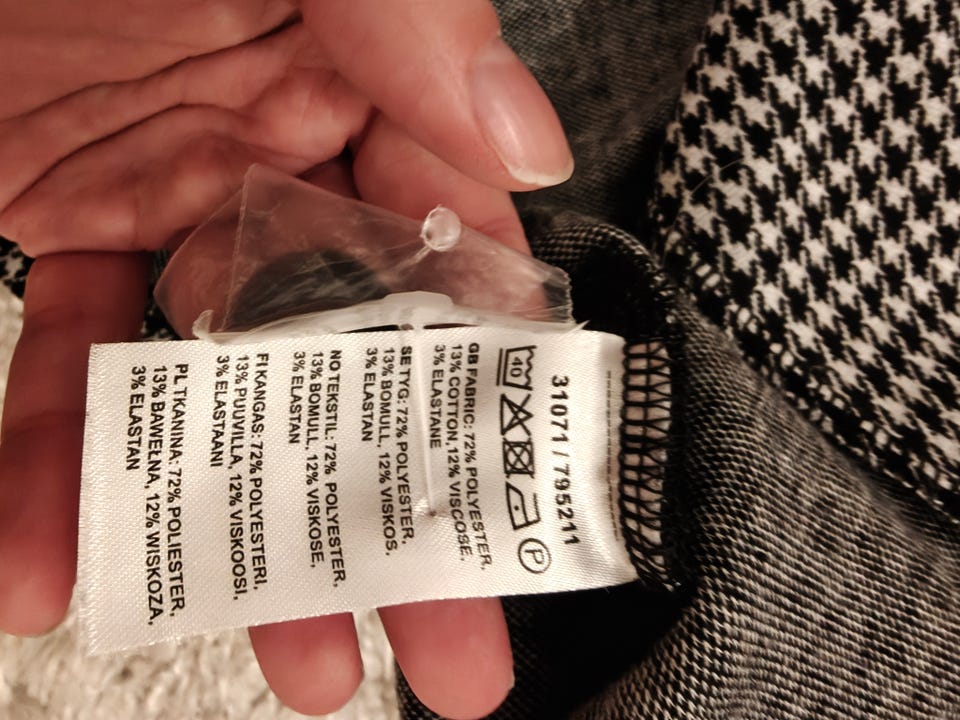 31071 / 795211
40 P
GB FABRIC: 72% POLYESTER,
13% COTTON, 12% VISCOSE,
3% ELASTANE
SE TYG: 72% POLYESTER,
13% BOMULL, 12% VISKOS,
3% ELASTAN
NO TEKSTIL: 72% POLYESTER,
13% BOMULL, 12% VISKOSE,
3% ELASTAN
FI KANGAS: 72% POLYESTERI,
13% PUUVILLA, 12% VISKOOSI,
3% ELASTAANI
PL TKANINA: 72% POLIESTER,
13% BAWEŁNA, 12% WISKOZA,
3% ELASTAN